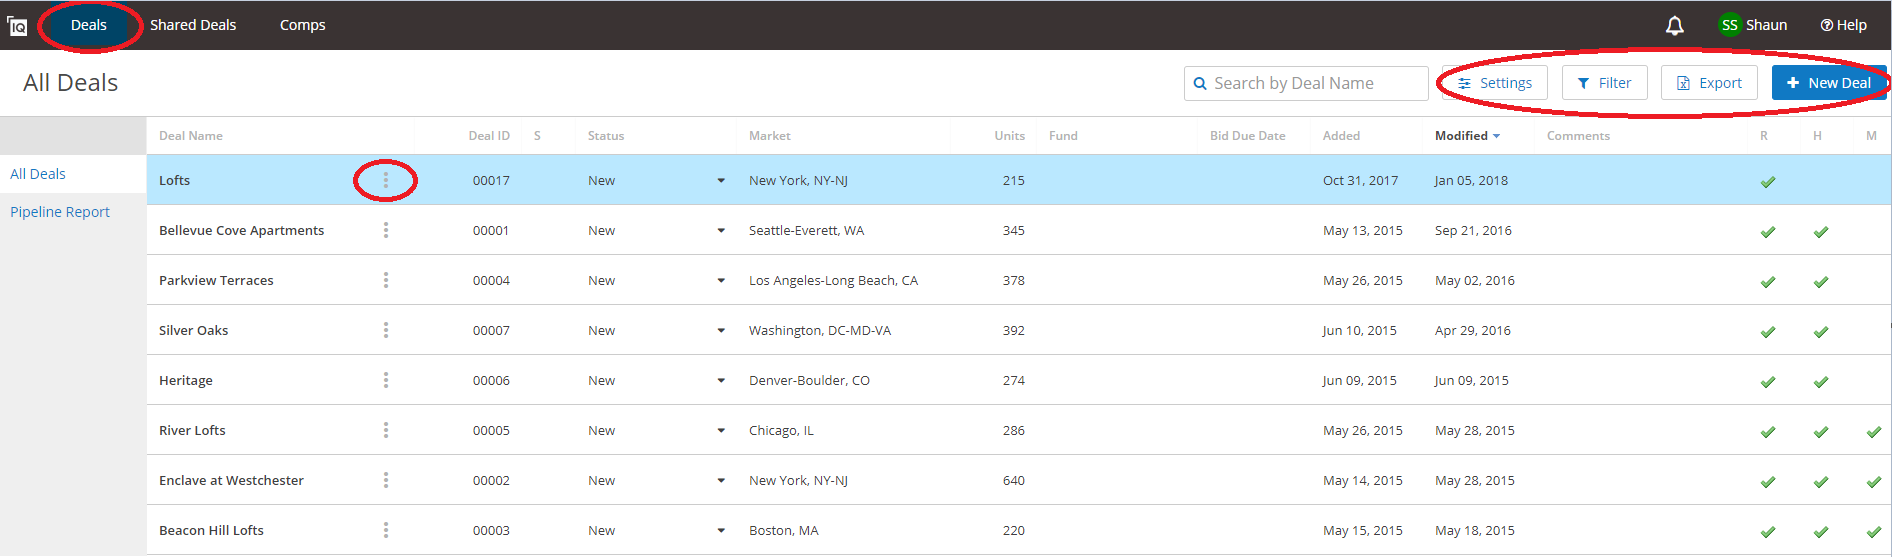 IQ Deals Shared Deals Comps SS Shaun Help
All Deals Search by Deal Name Settings Filter Export New Deal
Deal Name Deal ID S Status Market Units Fund Bid Due Date Added Modified Comments R H M
All Deals
Pipeline Report
Lofts 00017 New New York, NY-NJ 215 Oct 31, 2017 Jan 05, 2018
Bellevue Cove Apartments 00001 New Seattle-Everett, WA 345 May 13, 2015 Sep 21, 2016
Parkview Terraces 00004 New Los Angeles-Long Beach, CA 378 May 26, 2015 May 02, 2016
Silver Oaks 00007 New Washington, DC-MD-VA 392 Jun 10, 2015 Apr 29, 2016
Heritage 00006 New Denver-Boulder, CO 274 Jun 09, 2015 Jun 09, 2015
River Lofts 00005 New Chicago, IL 286 May 26, 2015 May 28, 2015
Enclave at Westchester 00002 New New York, NY-NJ 640 May 14, 2015 May 28, 2015
Beacon Hill Lofts 00003 New Boston, MA 220 May 15, 2015 May 18, 2015